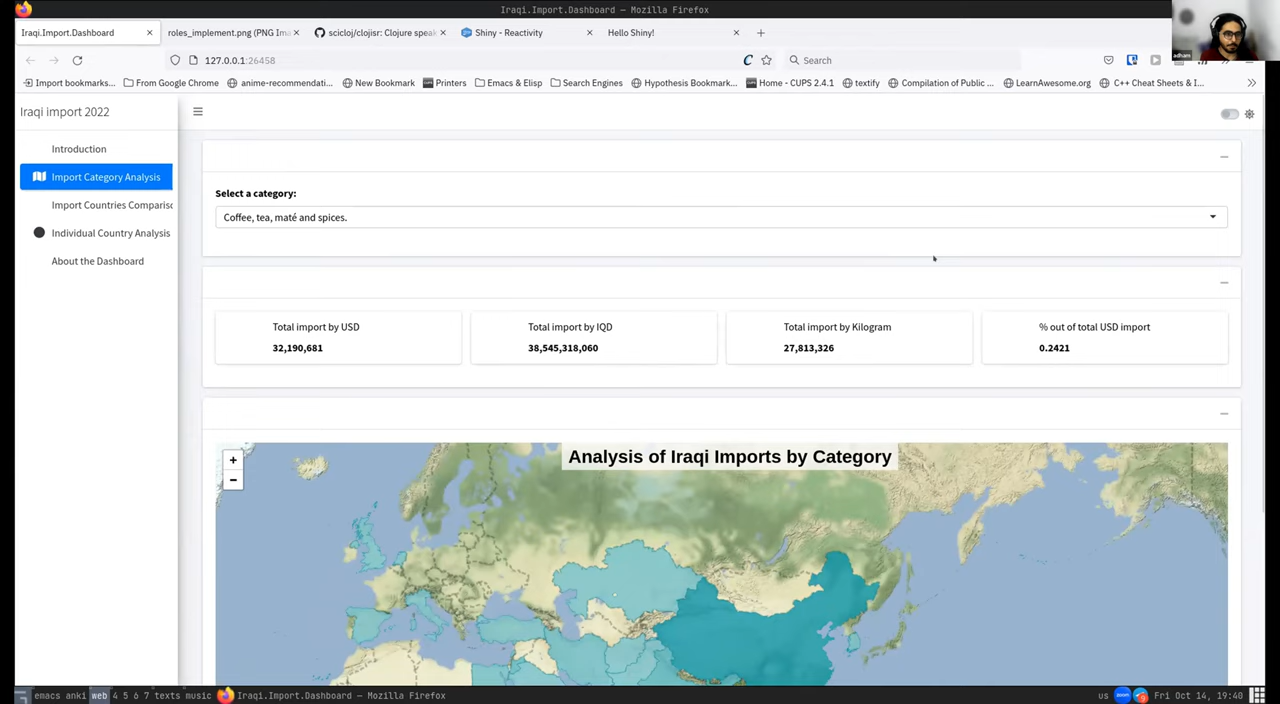 Iraqi.Import.Dashboard — Mozilla Firefox
Iraqi.Import.Dashboard
roles_implement.png (PNG Ima
scicloj/clojisr: Clojure speak
Shiny - Reactivity
Hello Shiny!
127.0.0.1:26458
Search
adham
Import bookmarks...
From Google Chrome
anime-recommendati...
New Bookmark
Printers
Emacs & Elisp
Search Engines
Hypothesis Bookmark...
Home - CUPS 2.4.1
textify
Compilation of Public ...
LearnAwesome.org
C++ Cheat Sheets & I...
Iraqi import 2022
Introduction
Import Category Analysis
Import Countries Comparisc
Individual Country Analysis
About the Dashboard
Select a category:
Coffee, tea, maté and spices.
Total import by USD
32,190,681
Total import by IQD
38,545,318,060
Total import by Kilogram
27,813,326
% out of total USD import
0.2421
+
−
Analysis of Iraqi Imports by Category
emacs anki web 4 5 6 7 texts music
Iraqi.Import.Dashboard — Mozilla Firefox
us
zoom
Fri Oct 14, 19:40